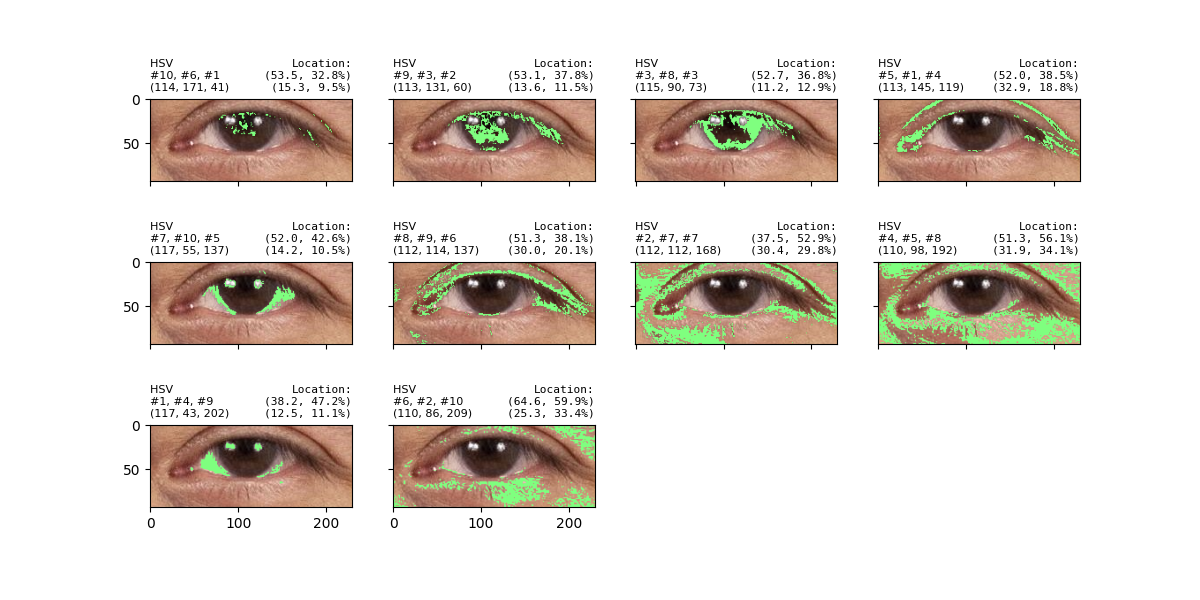 HSV Location:
#10, #6, #1 (53.5, 32.8%)
(114, 171, 41) (15.3, 9.5%)
HSV Location:
#9, #3, #2 (53.1, 37.8%)
(113, 131, 60) (13.6, 11.5%)
HSV Location:
#3, #8, #3 (52.7, 36.8%)
(115, 90, 73) (11.2, 12.9%)
HSV Location:
#5, #1, #4 (52.0, 38.5%)
(113, 145, 119) (32.9, 18.8%)
0
50
HSV Location:
#7, #10, #5 (52.0, 42.6%)
(117, 55, 137) (14.2, 10.5%)
HSV Location:
#8, #9, #6 (51.3, 38.1%)
(112, 114, 137) (30.0, 20.1%)
HSV Location:
#2, #7, #7 (37.5, 52.9%)
(112, 112, 168) (30.4, 29.8%)
HSV Location:
#4, #5, #8 (51.3, 56.1%)
(110, 98, 192) (31.9, 34.1%)
0
50
HSV Location:
#1, #4, #9 (38.2, 47.2%)
(117, 43, 202) (12.5, 11.1%)
HSV Location:
#6, #2, #10 (64.6, 59.9%)
(110, 86, 209) (25.3, 33.4%)
0
50
0 100 200
0 100 200